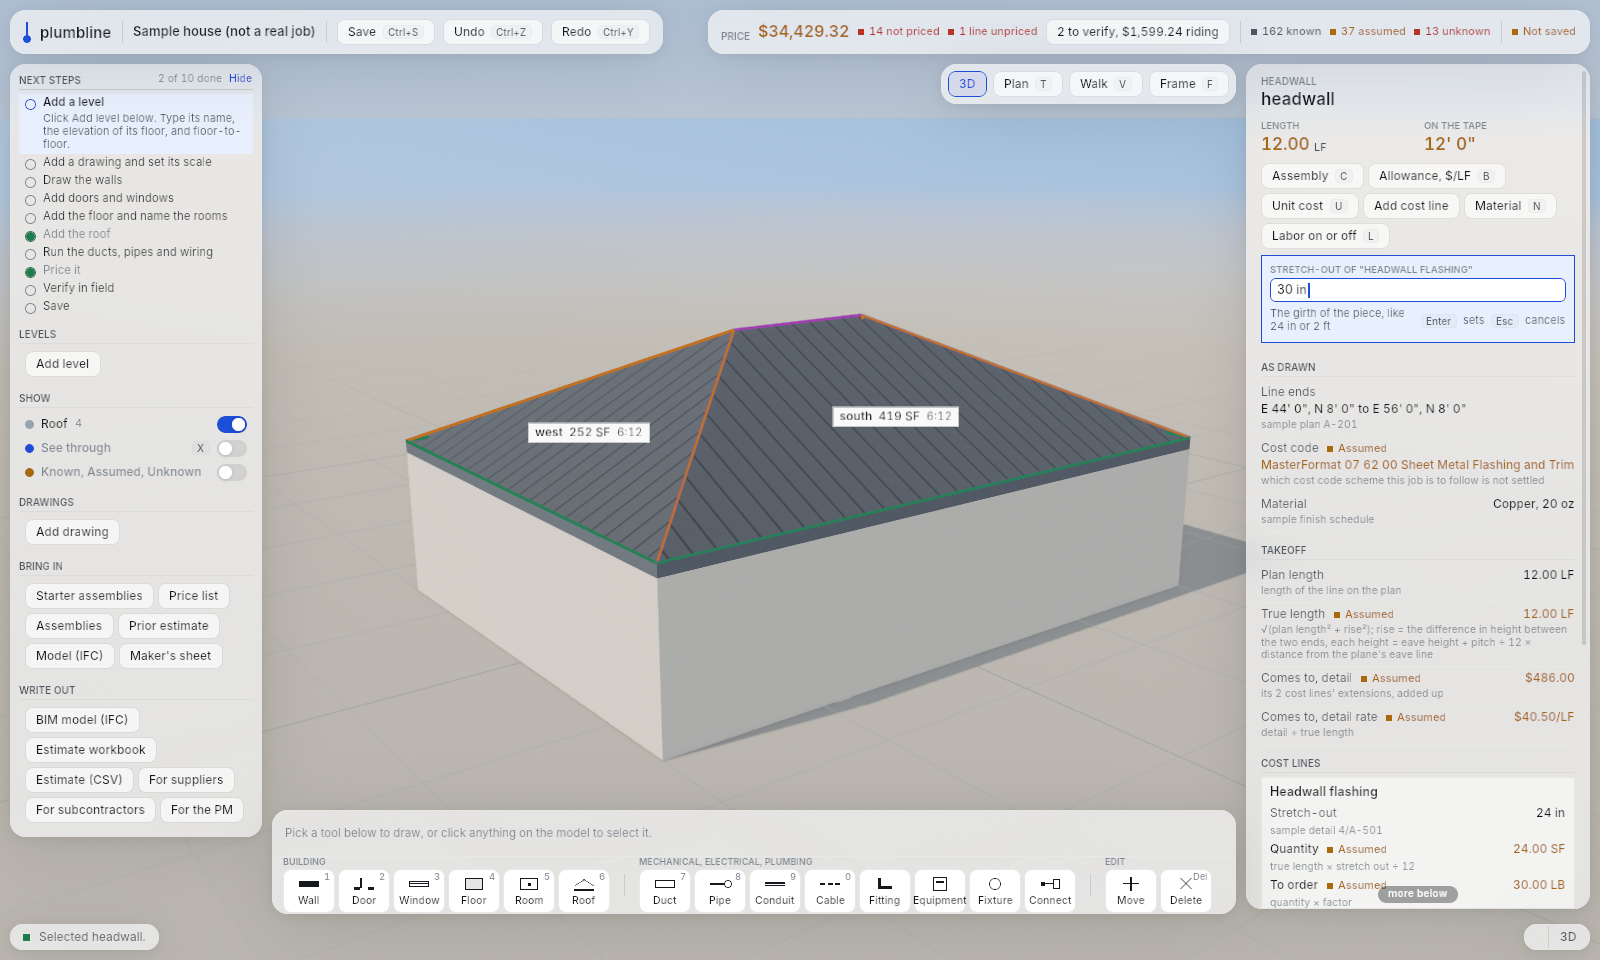 plumbline
Sample house (not a real job)
Save Ctrl+S
Undo Ctrl+Z
Redo Ctrl+Y
PRICE $34,429.32
14 not priced
1 line unpriced
2 to verify, $1,599.24 riding
162 known
37 assumed
13 unknown
Not saved
NEXT STEPS 2 of 10 done Hide
Add a level
Click Add level below. Type its name,
the elevation of its floor, and floor-to-
floor.
Add a drawing and set its scale
Draw the walls
Add doors and windows
Add the floor and name the rooms
Add the roof
Run the ducts, pipes and wiring
Price it
Verify in field
Save
LEVELS
Add level
SHOW
Roof 4
See through X
Known, Assumed, Unknown
DRAWINGS
Add drawing
BRING IN
Starter assemblies Price list
Assemblies Prior estimate
Model (IFC) Maker's sheet
WRITE OUT
BIM model (IFC)
Estimate workbook
Estimate (CSV) For suppliers
For subcontractors For the PM
Selected headwall.
3D Plan T Walk V Frame F
west 252 SF 6:12
south 419 SF 6:12
Pick a tool below to draw, or click anything on the model to select it.
BUILDING
Wall 1
Door 2
Window 3
Floor 4
Room 5
Roof 6
MECHANICAL, ELECTRICAL, PLUMBING
Duct 7
Pipe 8
Conduit 9
Cable 0
Fitting
Equipment
Fixture
Connect
EDIT
Move
Delete Del
HEADWALL
headwall
LENGTH ON THE TAPE
12.00 LF 12' 0"
Assembly C Allowance, $/LF B
Unit cost U Add cost line Material N
Labor on or off L
STRETCH-OUT OF "HEADWALL FLASHING"
30 in
The girth of the piece, like
24 in or 2 ft
Enter sets Esc cancels
AS DRAWN
Line ends
E 44' 0", N 8' 0" to E 56' 0", N 8' 0"
sample plan A-201
Cost code Assumed
MasterFormat 07 62 00 Sheet Metal Flashing and Trim
which cost code scheme this job is to follow is not settled
Material Copper, 20 oz
sample finish schedule
TAKEOFF
Plan length 12.00 LF
length of the line on the plan
True length Assumed 12.00 LF
√(plan length² + rise²); rise = the difference in height between
the two ends, each height = eave height + pitch ÷ 12 ×
distance from the plane's eave line
Comes to, detail Assumed $486.00
its 2 cost lines' extensions, added up
Comes to, detail rate Assumed $40.50/LF
detail ÷ true length
COST LINES
Headwall flashing
Stretch-out 24 in
sample detail 4/A-501
Quantity Assumed 24.00 SF
true length × stretch out ÷ 12
To order Assumed 30.00 LB
quantity × factor
more below
3D